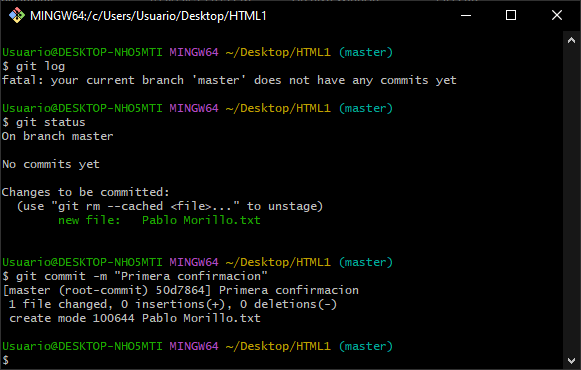 MINGW64:/c/Users/Usuario/Desktop/HTML1
Usuario@DESKTOP-NHO5MTI MINGW64 ~/Desktop/HTML1 (master)
$ git log
fatal: your current branch 'master' does not have any commits yet
Usuario@DESKTOP-NHO5MTI MINGW64 ~/Desktop/HTML1 (master)
$ git status
On branch master
No commits yet
Changes to be committed:
  (use "git rm --cached <file>..." to unstage)
        new file:   Pablo Morillo.txt
Usuario@DESKTOP-NHO5MTI MINGW64 ~/Desktop/HTML1 (master)
$ git commit -m "Primera confirmacion"
[master (root-commit) 50d7864] Primera confirmacion
 1 file changed, 0 insertions(+), 0 deletions(-)
 create mode 100644 Pablo Morillo.txt
Usuario@DESKTOP-NHO5MTI MINGW64 ~/Desktop/HTML1 (master)
$